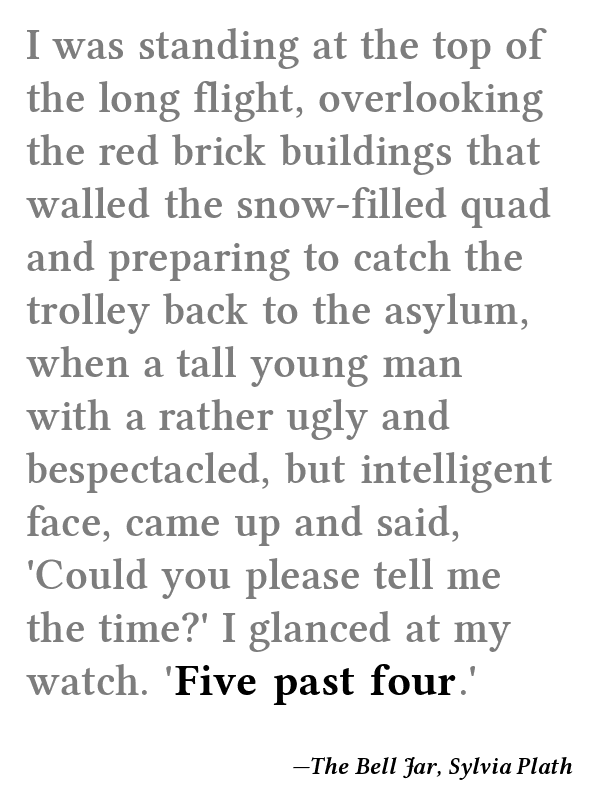 I was standing at the top of
the long flight, overlooking
the red brick buildings that
walled the snow-filled quad
and preparing to catch the
trolley back to the asylum,
when a tall young man
with a rather ugly and
bespectacled, but intelligent
face, came up and said,
'Could you please tell me
the time?' I glanced at my
watch. 'Five past four.'
—The Bell Jar, Sylvia Plath